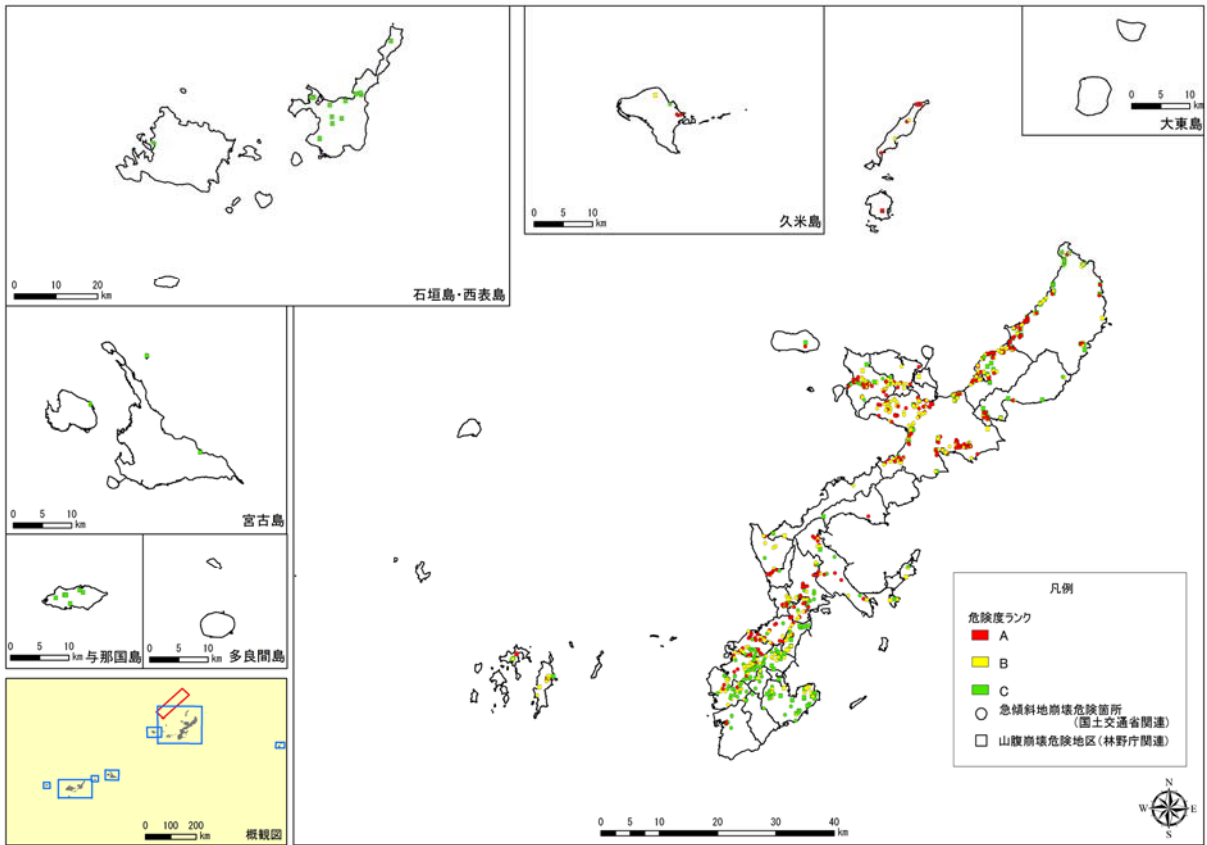 0 10 20
km
石垣島・西表島
0 5 10
km
久米島
0 5 10
km
大東島
0 5 10
km
宮古島
0 5 10
km
与那国島
0 5 10
km
多良間島
0 100 200
km
概観図
凡例
危険度ランク
A
B
C
急傾斜地崩壊危険箇所
(国土交通省関連)
山腹崩壊危険地区(林野庁関連)
N
W E
S
0 5 10 20 30 40
km